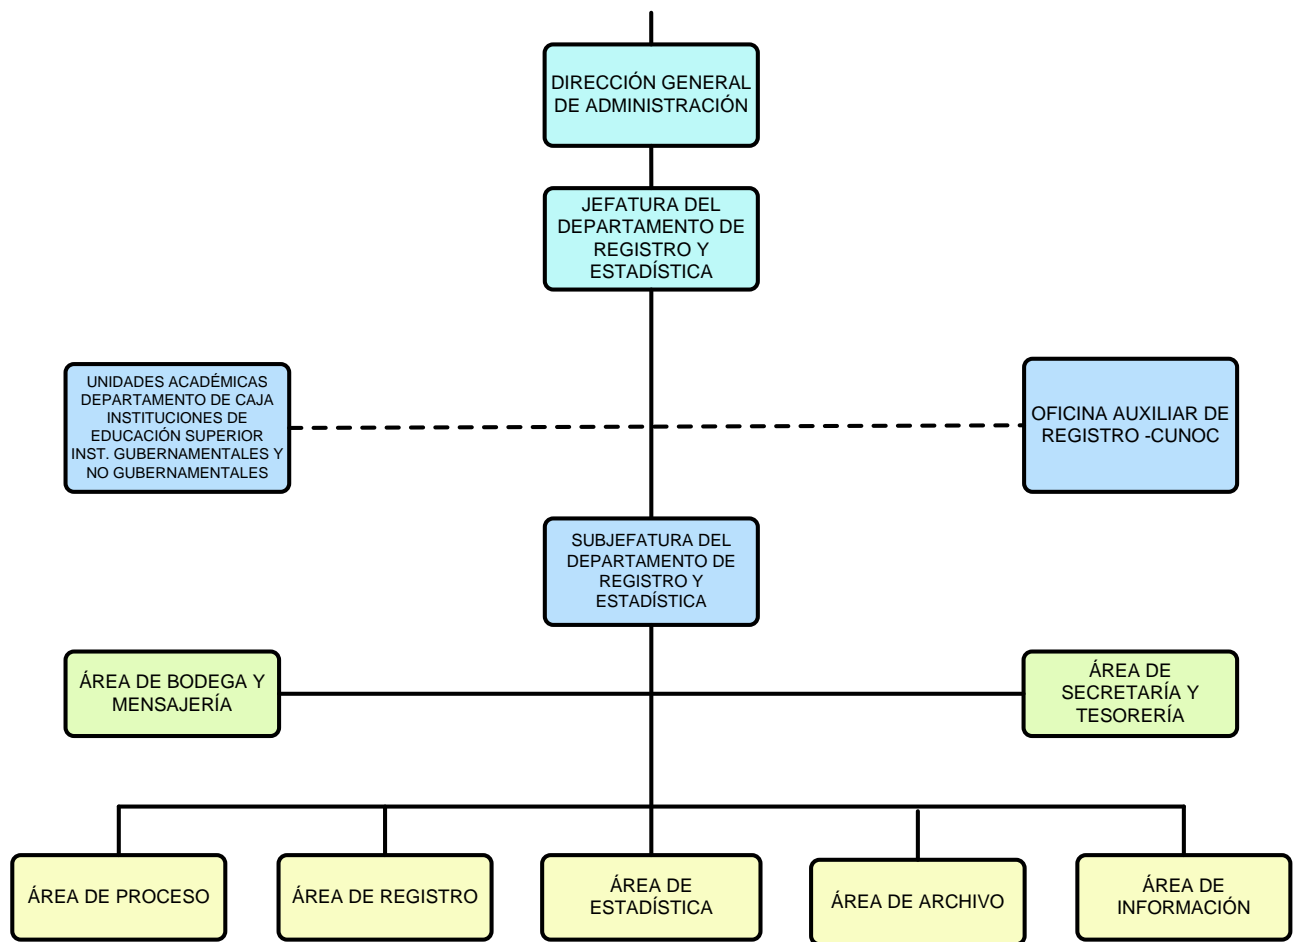 DIRECCIÓN GENERAL
DE ADMINISTRACIÓN
JEFATURA DEL
DEPARTAMENTO DE
REGISTRO Y
ESTADÍSTICA
UNIDADES ACADÉMICAS
DEPARTAMENTO DE CAJA
INSTITUCIONES DE
EDUCACIÓN SUPERIOR
INST. GUBERNAMENTALES Y
NO GUBERNAMENTALES
OFICINA AUXILIAR DE
REGISTRO -CUNOC
SUBJEFATURA DEL
DEPARTAMENTO DE
REGISTRO Y
ESTADÍSTICA
ÁREA DE BODEGA Y
MENSAJERÍA
ÁREA DE
SECRETARÍA Y
TESORERÍA
ÁREA DE PROCESO
ÁREA DE REGISTRO
ÁREA DE
ESTADÍSTICA
ÁREA DE ARCHIVO
ÁREA DE
INFORMACIÓN